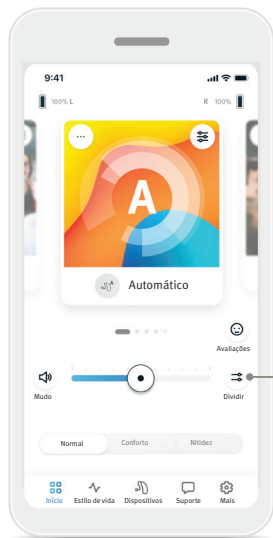 9:41
100% L
R 100%
...
A
Automático
Avaliações
Mudo
Dividir
Normal Conforto Nitidez
Início Estilo de vida Dispositivos Suporte Mais